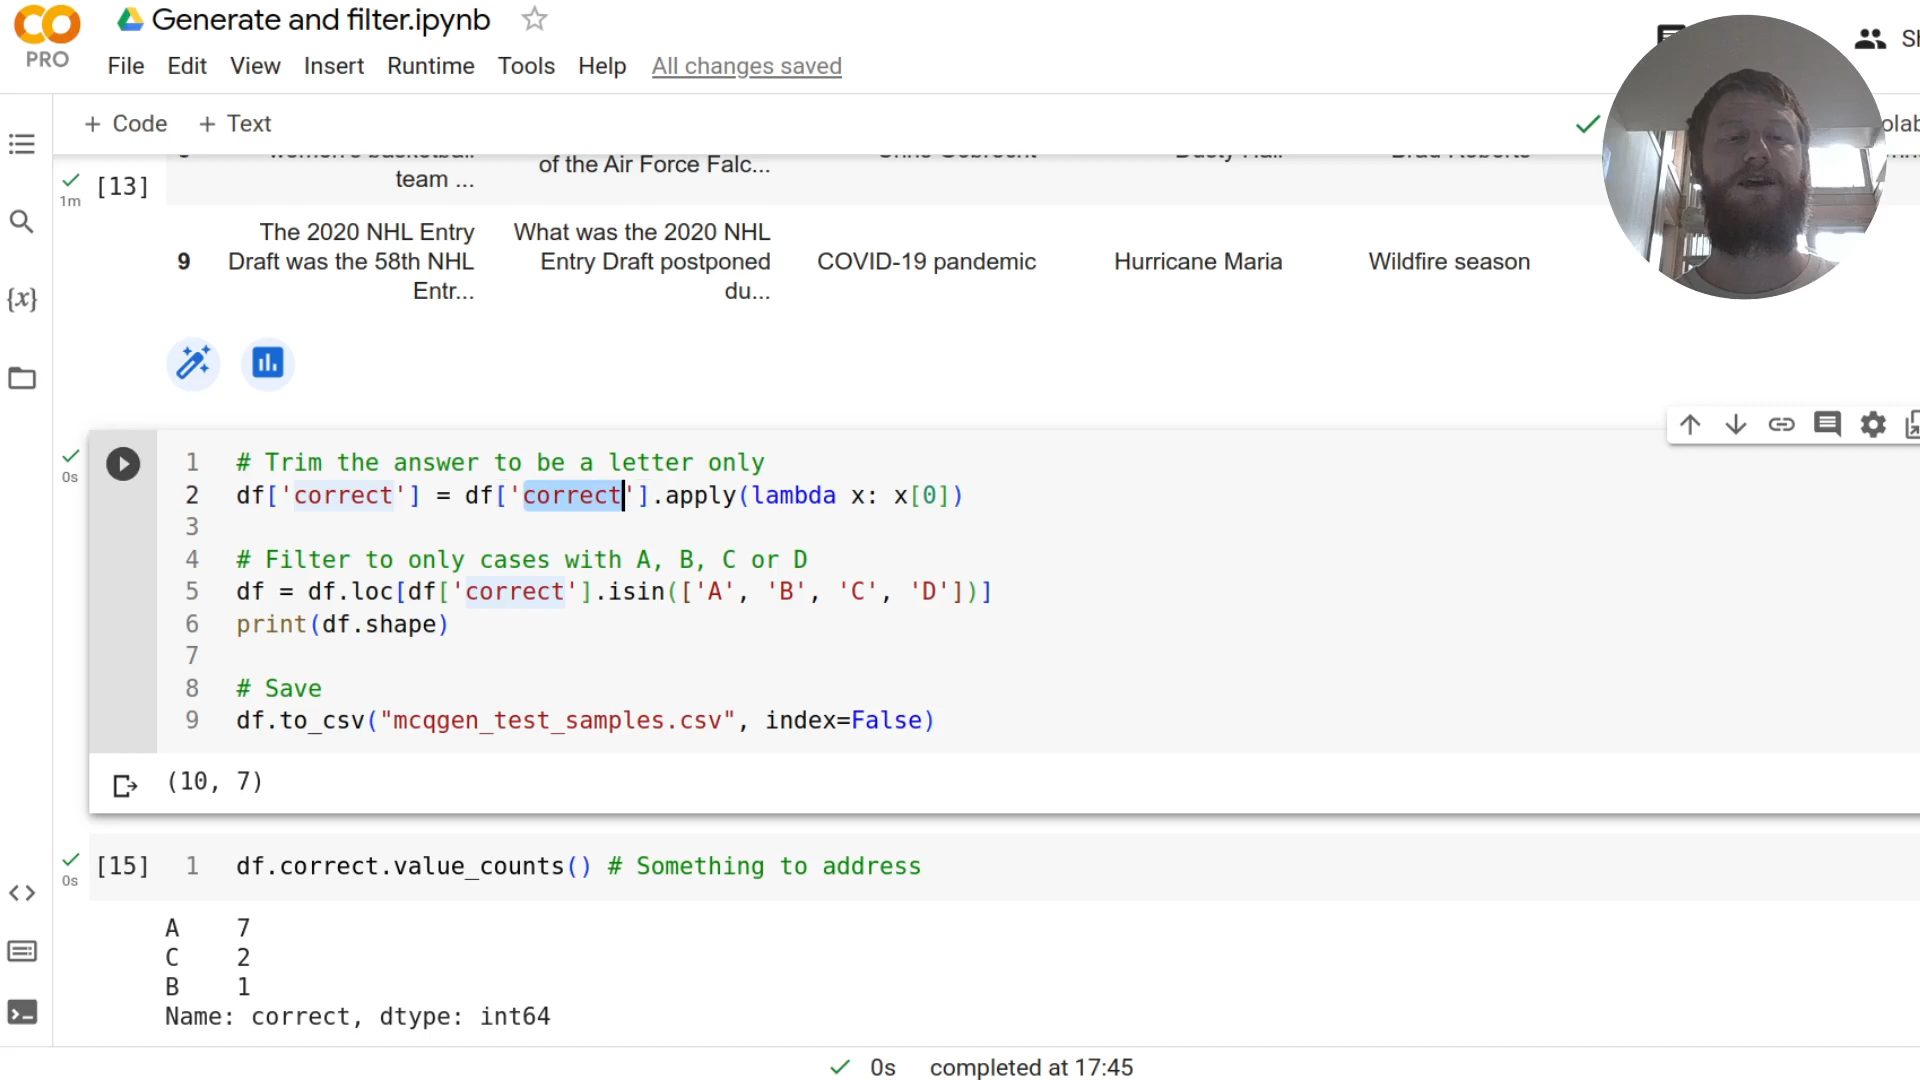 Generate and filter.ipynb
PRO
File Edit View Insert Runtime Tools Help All changes saved
+ Code + Text
women's basketball
team ...
of the Air Force Falc...
Chris Gobrecht
Dusty Hall
Brad Roberts
1m
[13]
9
The 2020 NHL Entry
Draft was the 58th NHL
Entr...
What was the 2020 NHL
Entry Draft postponed
du...
COVID-19 pandemic
Hurricane Maria
Wildfire season
0s
1 # Trim the answer to be a letter only
2 df['correct'] = df['correct'].apply(lambda x: x[0])
3
4 # Filter to only cases with A, B, C or D
5 df = df.loc[df['correct'].isin(['A', 'B', 'C', 'D'])]
6 print(df.shape)
7
8 # Save
9 df.to_csv("mcqgen_test_samples.csv", index=False)
(10, 7)
0s
[15] 1 df.correct.value_counts() # Something to address
A 7
C 2
B 1
Name: correct, dtype: int64
0s completed at 17:45